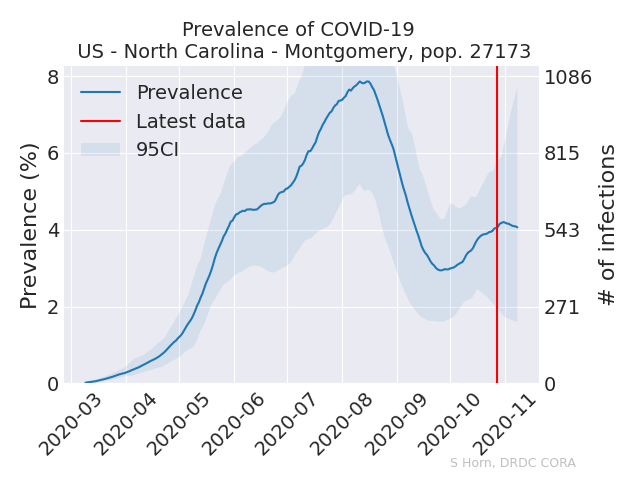 Prevalence of COVID-19
US - North Carolina - Montgomery, pop. 27173
Prevalence
Latest data
95CI
Prevalence (%)
8
6
4
2
0
1086
815
543
271
0
# of infections
2020-03
2020-04
2020-05
2020-06
2020-07
2020-08
2020-09
2020-10
2020-11
S Horn, DRDC CORA